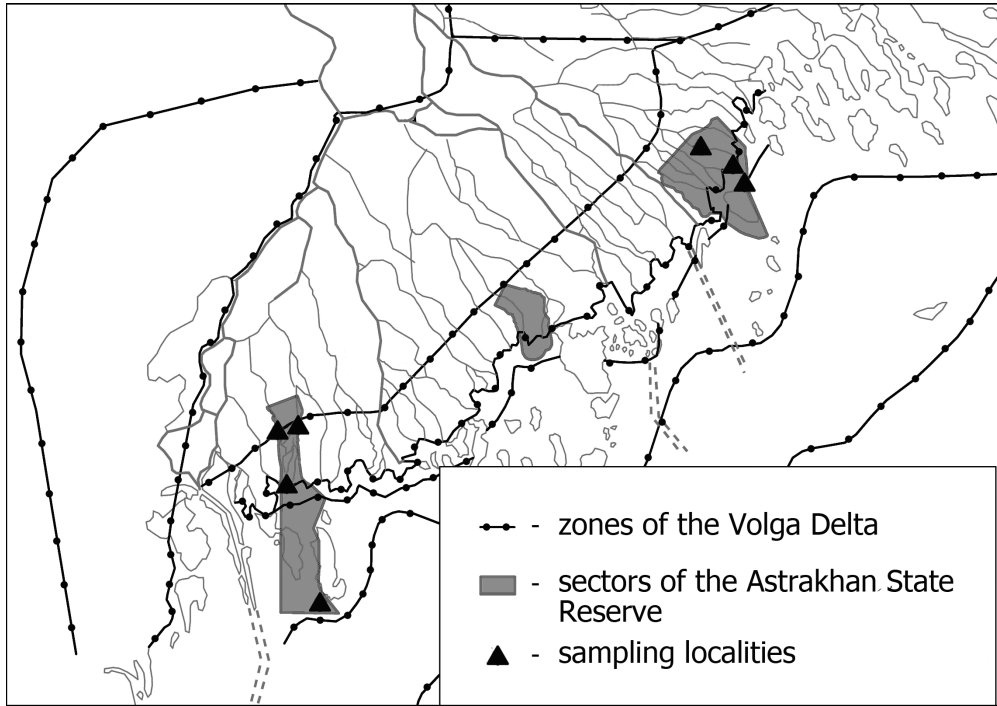 - zones of the Volga Delta
- sectors of the Astrakhan State
Reserve
- sampling localities